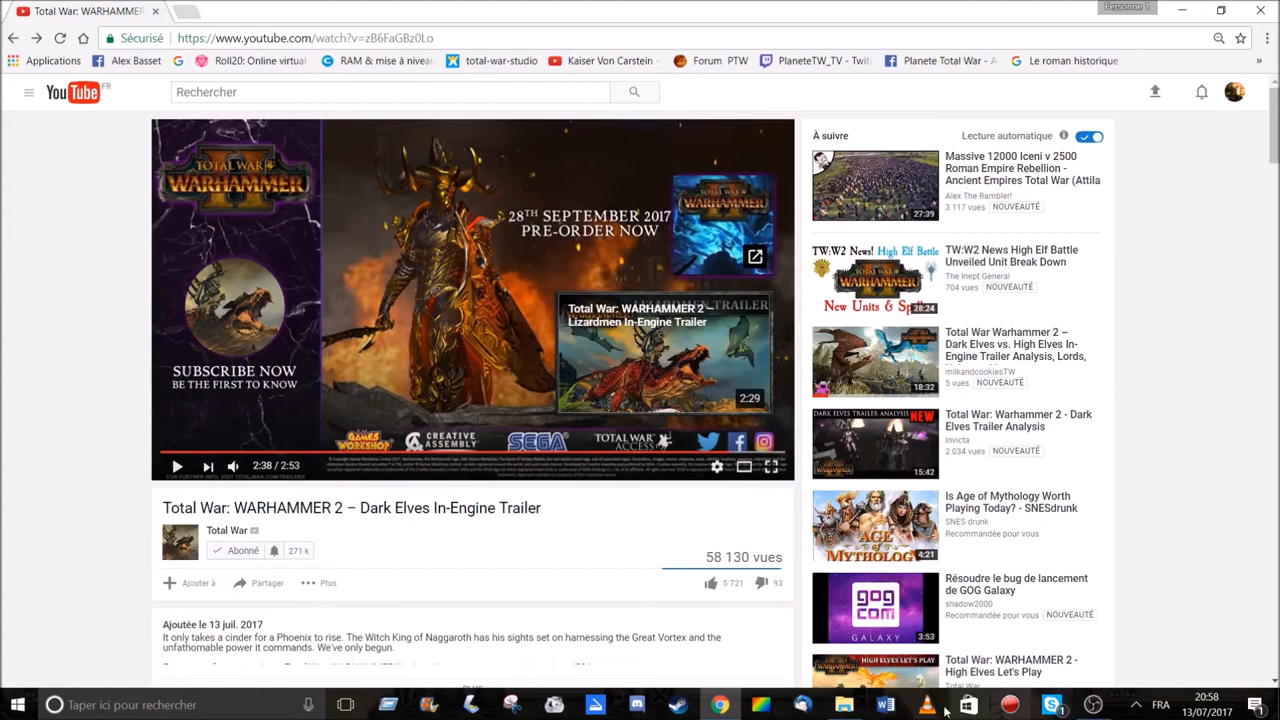 Total War: WARHAMMER
Personne 1
Sécurisé
https://www.youtube.com/watch?v=zB6FaGBz0Lo
Applications
Alex Basset
Roll20: Online virtual
RAM & mise à niveau
total-war-studio
Kaiser Von Carstein -
Forum PTW
PlaneteTW_TV - Twit
Planete Total War - A
Le roman historique
»
YouTube FR
Rechercher
TOTAL WAR
WARHAMMER
28TH SEPTEMBER 2017
PRE-ORDER NOW
TOTAL WAR
WARHAMMER
LIZARDMEN TRAILER
Total War: WARHAMMER 2 –
Lizardmen In-Engine Trailer
2:29
SUBSCRIBE NOW
BE THE FIRST TO KNOW
GAMES WORKSHOP
CREATIVE ASSEMBLY
SEGA
TOTAL WAR ACCESS
2:38 / 2:53
Total War: WARHAMMER 2 – Dark Elves In-Engine Trailer
Total War
Abonné
271 k
58 130 vues
Ajouter à
Partager
Plus
5 721
93
Ajoutée le 13 juil. 2017
It only takes a cinder for a Phoenix to rise. The Witch King of Naggaroth has his sights set on harnessing the Great Vortex and the
unfathomable power it commands. We've only begun.
À suivre
Lecture automatique
Massive 12000 Iceni v 2500
Roman Empire Rebellion -
Ancient Empires Total War (Attila
Alex The Rambler!
3 117 vues NOUVEAUTÉ
27:39
TW:W2 News! High Elf Battle
WARHAMMER
New Units & Sp
28:24
TW:W2 News High Elf Battle
Unveiled Unit Break Down
The Inept General
704 vues NOUVEAUTÉ
18:32
Total War Warhammer 2 –
Dark Elves vs. High Elves In-
Engine Trailer Analysis, Lords,
milkandcookiesTW
5 vues NOUVEAUTÉ
DARK ELVES TRAILER ANALYSIS NEW
15:42
Total War: Warhammer 2 - Dark
Elves Trailer Analysis
Invicta
2 034 vues NOUVEAUTÉ
AGE of
MYTHOLOGY
4:21
Is Age of Mythology Worth
Playing Today? - SNESdrunk
SNES drunk
Recommandée pour vous
gog
com
GALAXY
3:53
Résoudre le bug de lancement
de GOG Galaxy
shadow2000
Recommandée pour vous NOUVEAUTÉ
HIGH ELVES LET'S PLAY
Total War: WARHAMMER 2 -
High Elves Let's Play
Total War
Taper ici pour rechercher
FRA
20:58
13/07/2017